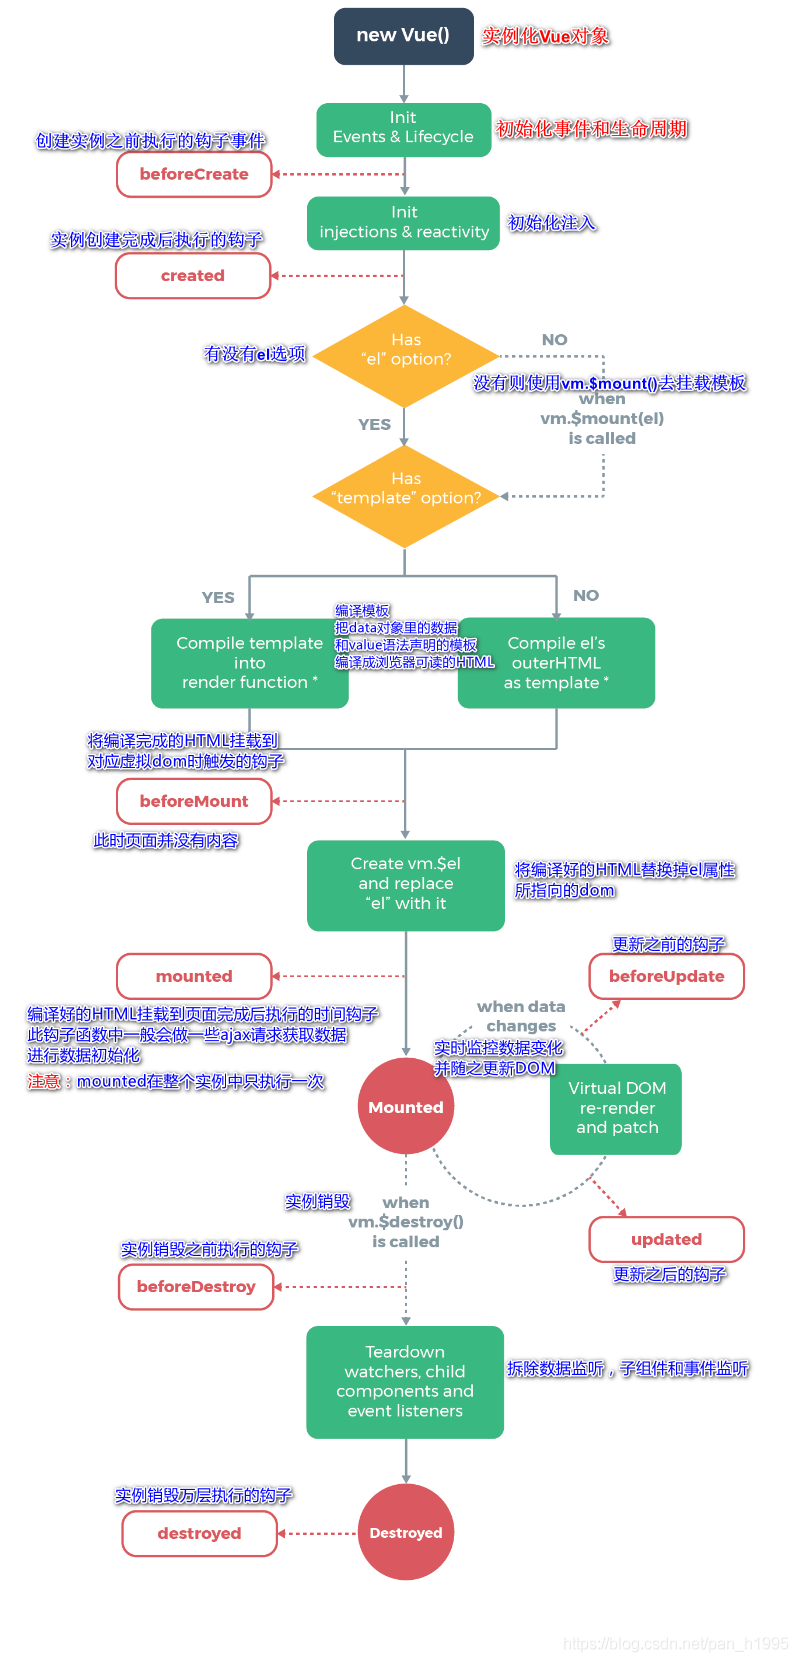 new Vue()
实例化Vue对象
Init
Events & Lifecycle
初始化事件和生命周期
创建实例之前执行的钩子事件
beforeCreate
Init
injections & reactivity
初始化注入
实例创建完成后执行的钩子
created
Has
“el” option?
有没有el选项
NO
没有则使用vm.$mount()去挂载模板
when
vm.$mount(el)
is called
YES
Has
“template” option?
YES
NO
编译模板
把data对象里的数据
和value语法声明的模板
编译成浏览器可读的HTML
Compile template
into
render function *
Compile el’s
outerHTML
as template *
将编译完成的HTML挂载到
对应虚拟dom时触发的钩子
beforeMount
此时页面并没有内容
Create vm.$el
and replace
“el” with it
将编译好的HTML替换掉el属性
所指向的dom
mounted
编译好的HTML挂载到页面完成后执行的时间钩子
此钩子函数中一般会做一些ajax请求获取数据
进行数据初始化
注意：mounted在整个实例中只执行一次
更新之前的钩子
beforeUpdate
when data
changes
实时监控数据变化
并随之更新DOM
Mounted
Virtual DOM
re-render
and patch
updated
更新之后的钩子
实例销毁
when
vm.$destroy()
is called
实例销毁之前执行的钩子
beforeDestroy
Teardown
watchers, child
components and
event listeners
拆除数据监听，子组件和事件监听
实例销毁万层执行的钩子
destroyed
Destroyed
https://blog.csdn.net/pan_h1995